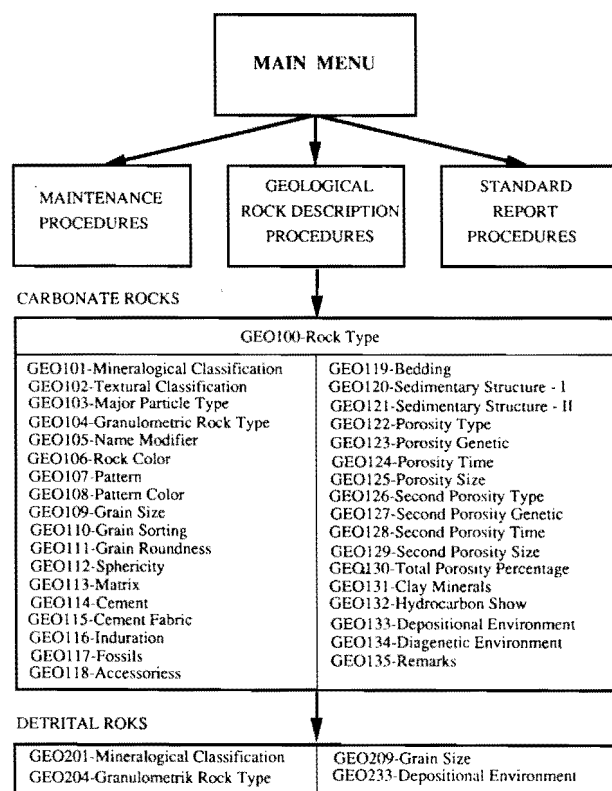 MAIN MENU
MAINTENANCE
PROCEDURES
GEOLOGICAL
ROCK DESCRIPTION
PROCEDURES
STANDARD
REPORT
PROCEDURES
CARBONATE ROCKS
GEO100-Rock Type
GEO101-Mineralogical Classification
GEO102-Textural Classification
GEO103-Major Particle Type
GEO104-Granulometric Rock Type
GEO105-Name Modifier
GEO106-Rock Color
GEO107-Pattern
GEO108-Pattern Color
GEO109-Grain Size
GEO110-Grain Sorting
GEO111-Grain Roundness
GEO112-Sphericity
GEO113-Matrix
GEO114-Cement
GEO115-Cement Fabric
GEO116-Induration
GEO117-Fossils
GEO118-Accessoriess
GEO119-Bedding
GEO120-Sedimentary Structure - I
GEO121-Sedimentary Structure - II
GEO122-Porosity Type
GEO123-Porosity Genetic
GEO124-Porosity Time
GEO125-Porosity Size
GEO126-Second Porosity Type
GEO127-Second Porosity Genetic
GEO128-Second Porosity Time
GEO129-Second Porosity Size
GEO130-Total Porosity Percentage
GEO131-Clay Minerals
GEO132-Hydrocarbon Show
GEO133-Depositional Environment
GEO134-Diagenetic Environment
GEO135-Remarks
DETRITAL ROKS
GEO201-Mineralogical Classification
GEO204-Granulometrik Rock Type
GEO209-Grain Size
GEO233-Depositional Environment